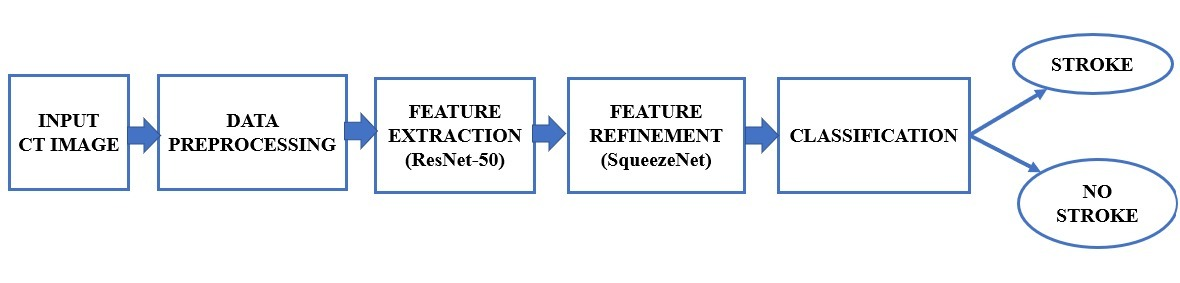 INPUT
CT IMAGE
DATA
PREPROCESSING
FEATURE
EXTRACTION
(ResNet-50)
FEATURE
REFINEMENT
(SqueezeNet)
CLASSIFICATION
STROKE
NO
STROKE